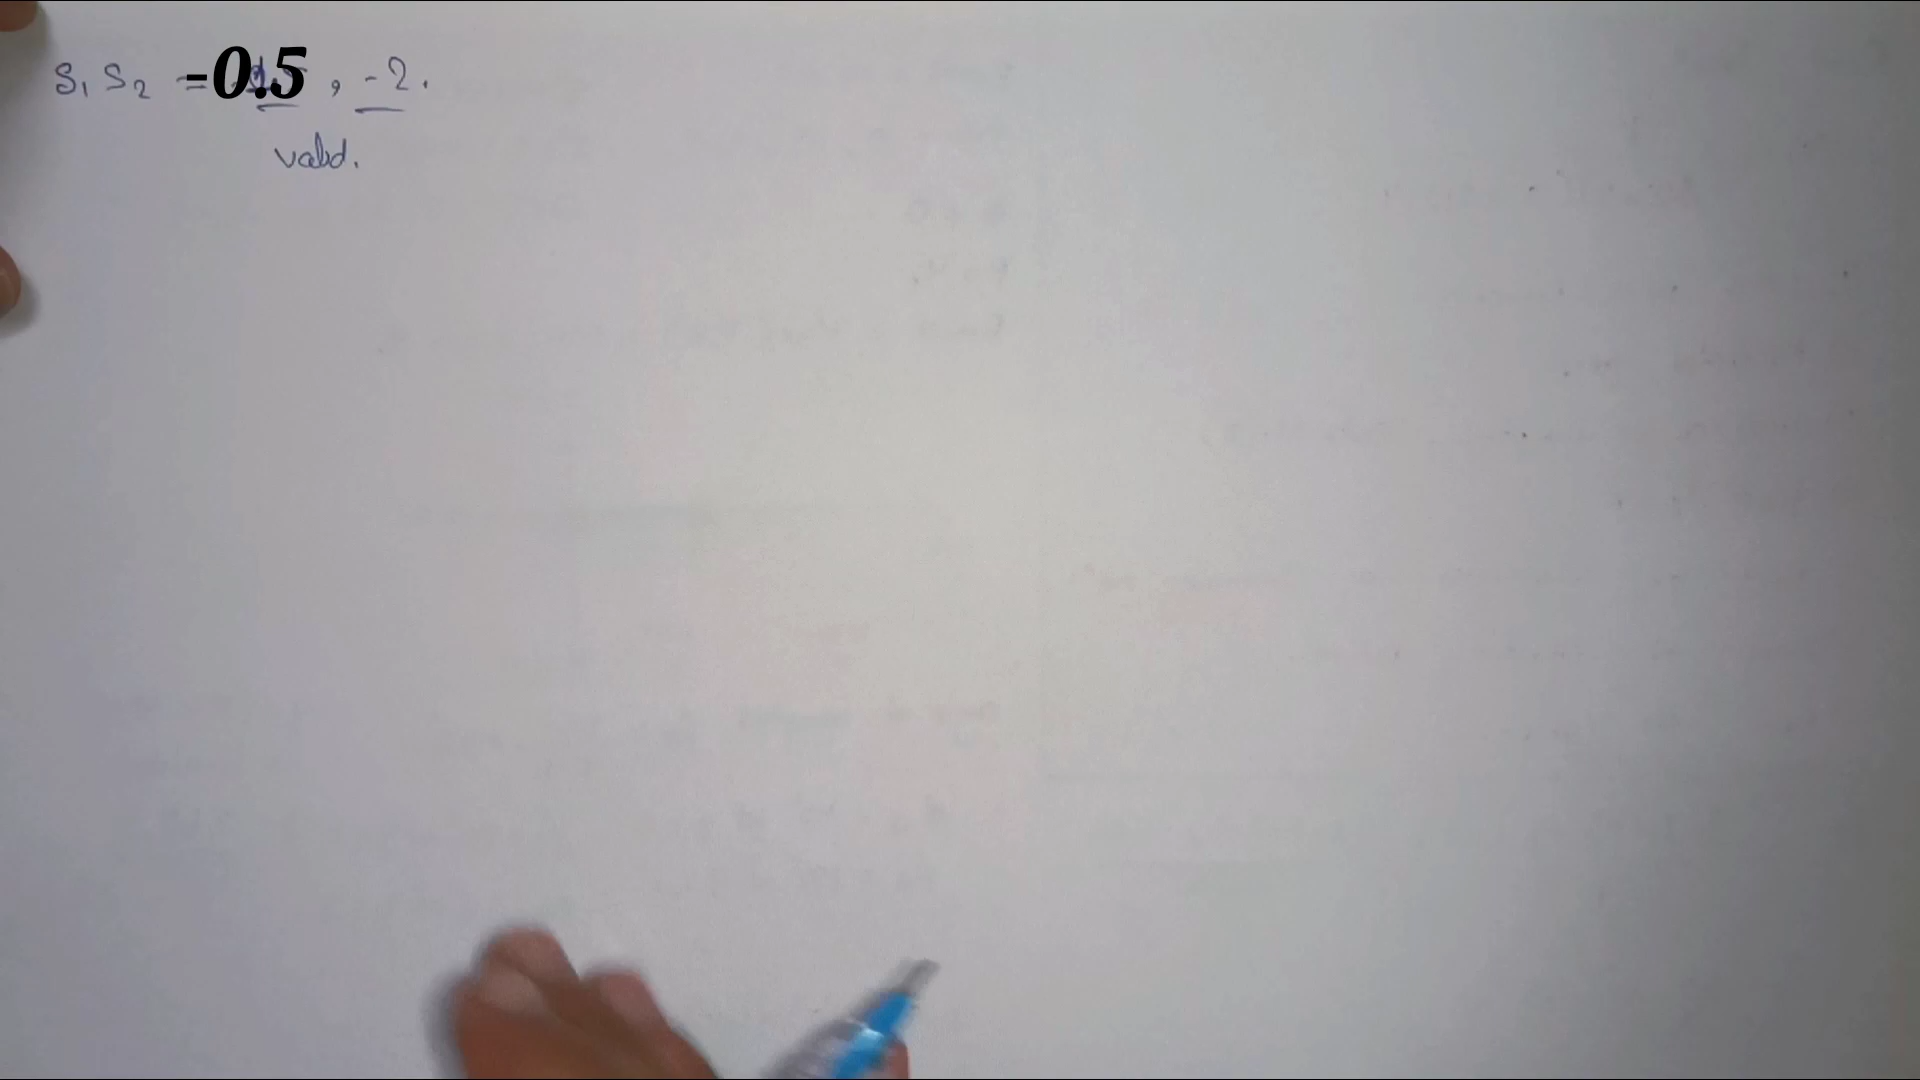 S₁ S₂ =0.5 , -2.
valid.